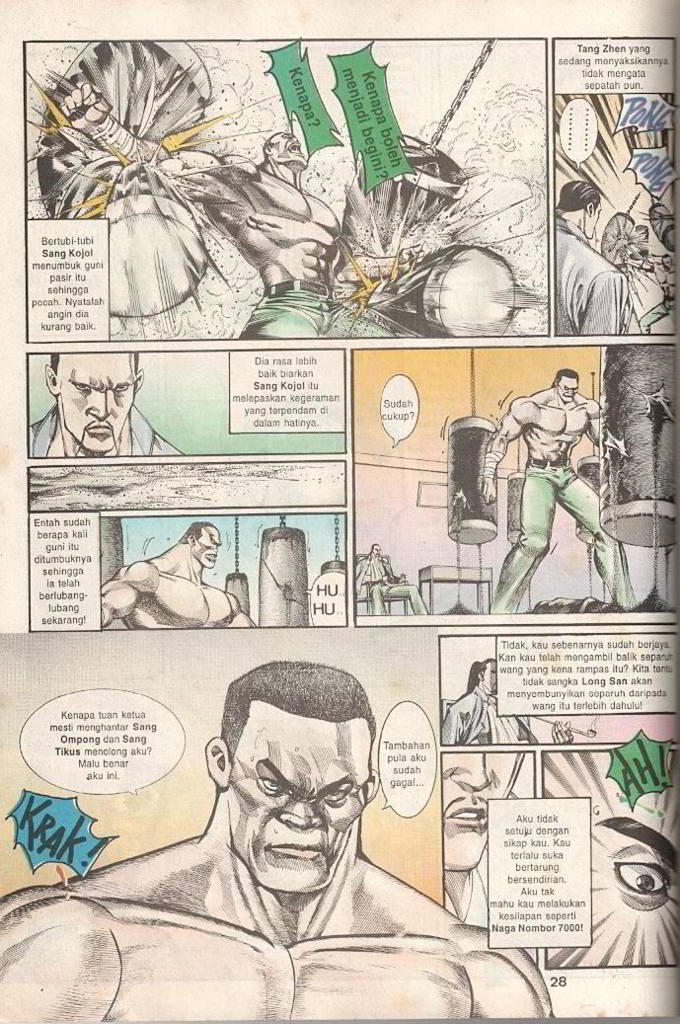 Kenapa?
Kenapa boleh
menjadi begini?
Bertubi-tubi
Sang Kojol
menumbuk guni
pasir itu
sehingga
pecah. Nyatalah
angin dia
kurang baik.
Tang Zhen yang
sedang menyaksikannya
tidak mengata
sepatah pun.
.......
PONG
PONG
Dia rasa lebih
baik biarkan
Sang Kojol itu
melepaskan kegeraman
yang terpendam di
dalam hatinya.
Entah sudah
berapa kali
guni itu
ditumbuknya
sehingga
ia telah
berlubang-
lubang
sekarang!
HU
HU..
Sudah
cukup?
Kenapa tuan ketua
mesti menghantar Sang
Ompong dan Sang
Tikus menolong aku?
Malu benar
aku ini.
KRAK!
Tambahan
pula aku
sudah
gagal...
Tidak, kau sebenarnya sudah berjaya.
Kan kau telah mengambil balik separuh
wang yang kena rampas itu? Kita tentu
tidak sangka Long San akan
menyembunyikan separuh daripada
wang itu terlebih dahulu!
Aku tidak
setuju dengan
sikap kau. Kau
terlalu suka
bertarung
bersendirian.
Aku tak
mahu kau melakukan
kesilapan seperti
Naga Nombor 7000!
AH!
28